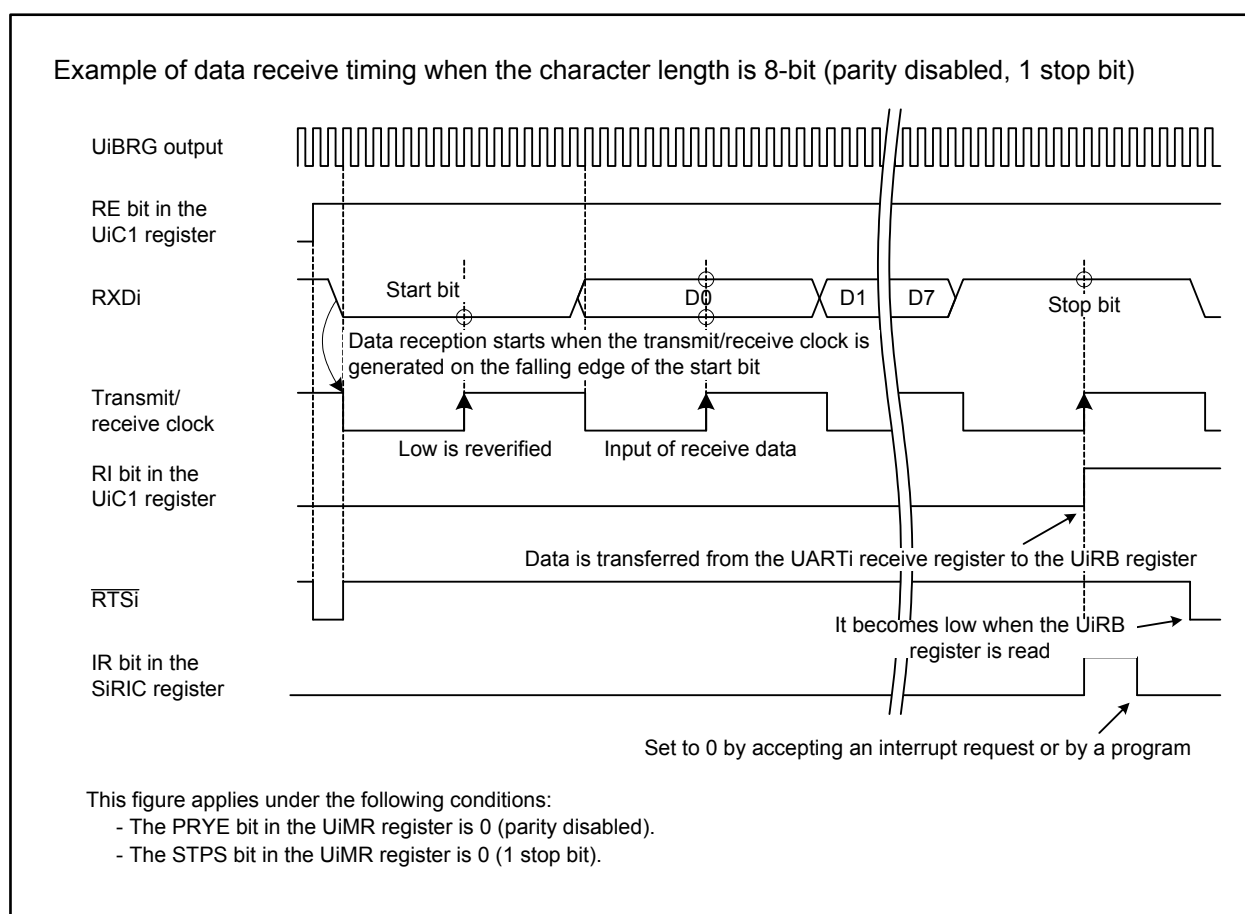 Example of data receive timing when the character length is 8-bit (parity disabled, 1 stop bit)
UiBRG output
RE bit in the
UiC1 register
RXDi
Start bit
D0
D1
D7
Stop bit
Data reception starts when the transmit/receive clock is
generated on the falling edge of the start bit
Transmit/
receive clock
Low is reverified
Input of receive data
RI bit in the
UiC1 register
Data is transferred from the UARTi receive register to the UiRB register
RTSi
It becomes low when the UiRB
register is read
IR bit in the
SiRIC register
Set to 0 by accepting an interrupt request or by a program
This figure applies under the following conditions:
- The PRYE bit in the UiMR register is 0 (parity disabled).
- The STPS bit in the UiMR register is 0 (1 stop bit).